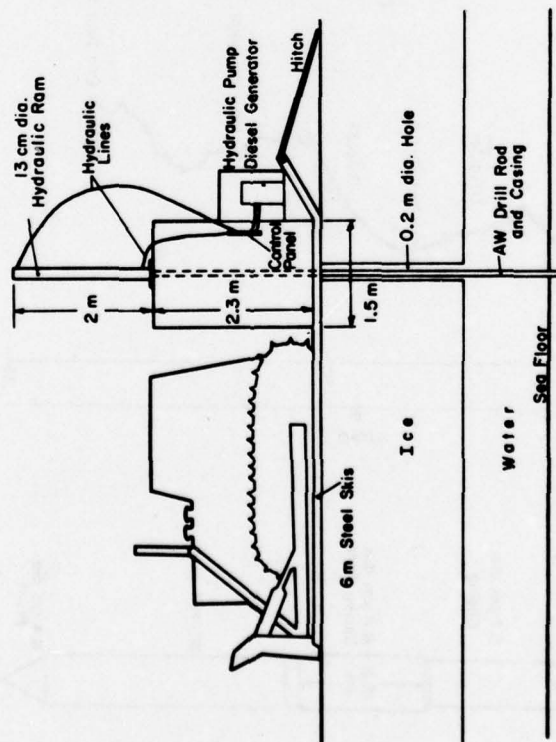 13 cm dia.
Hydraulic Ram
Hydraulic
Lines
Hydraulic Pump
Diesel Generator
Hitch
Control
Panel
2 m
2.3 m
1.5 m
0.2 m dia. Hole
AW Drill Rod
and Casing
6 m Steel Skis
Ice
Water
Sea Floor